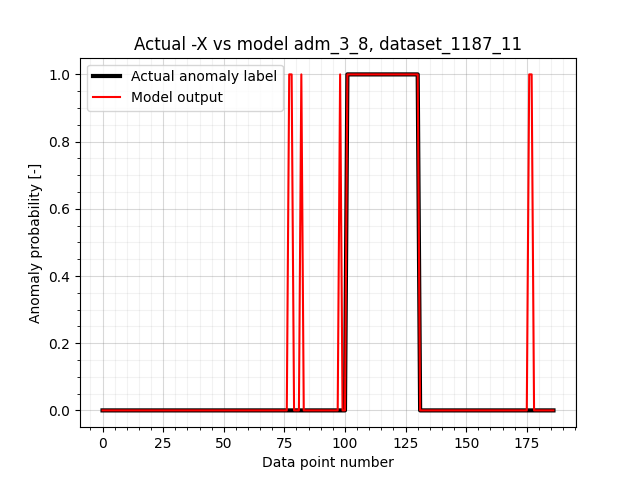 Actual -X vs model adm_3_8, dataset_1187_11
Actual anomaly label
Model output
Anomaly probability [-]
1.0
0.8
0.6
0.4
0.2
0.0
0 25 50 75 100 125 150 175
Data point number